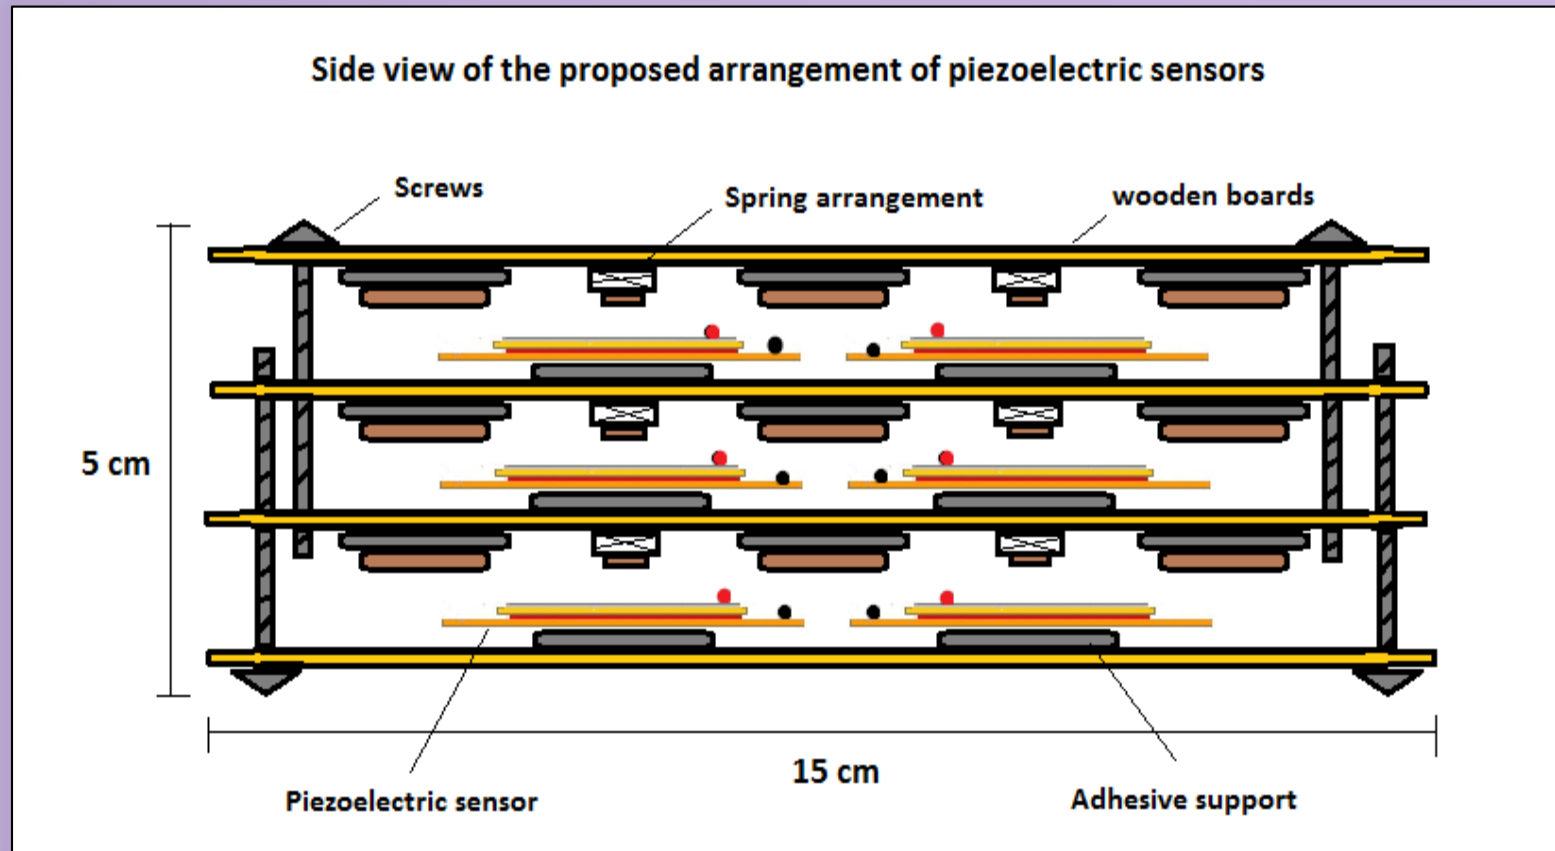 Side view of the proposed arrangement of piezoelectric sensors
Screws
Spring arrangement
wooden boards
5 cm
15 cm
Piezoelectric sensor
Adhesive support